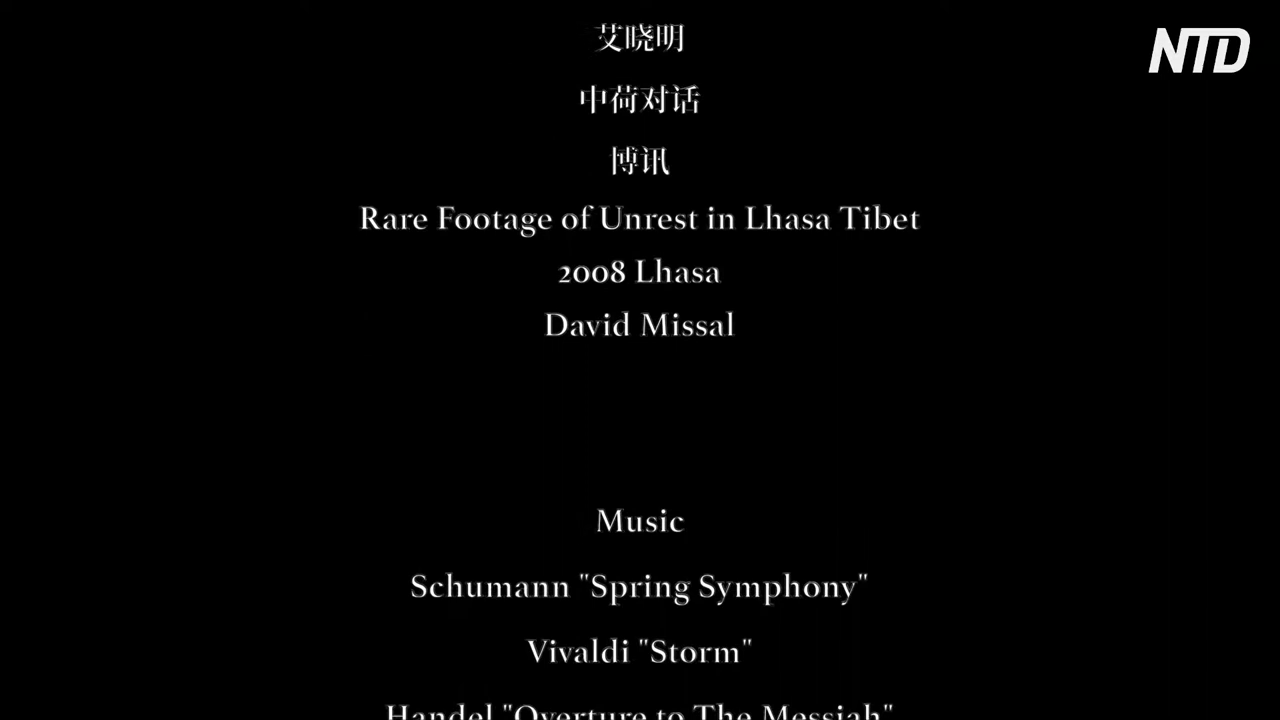 艾晓明
NTD
中荷对话
博讯
Rare Footage of Unrest in Lhasa Tibet
2008 Lhasa
David Missal
Music
Schumann "Spring Symphony"
Vivaldi "Storm"
Handel "Overture to The Messiah"